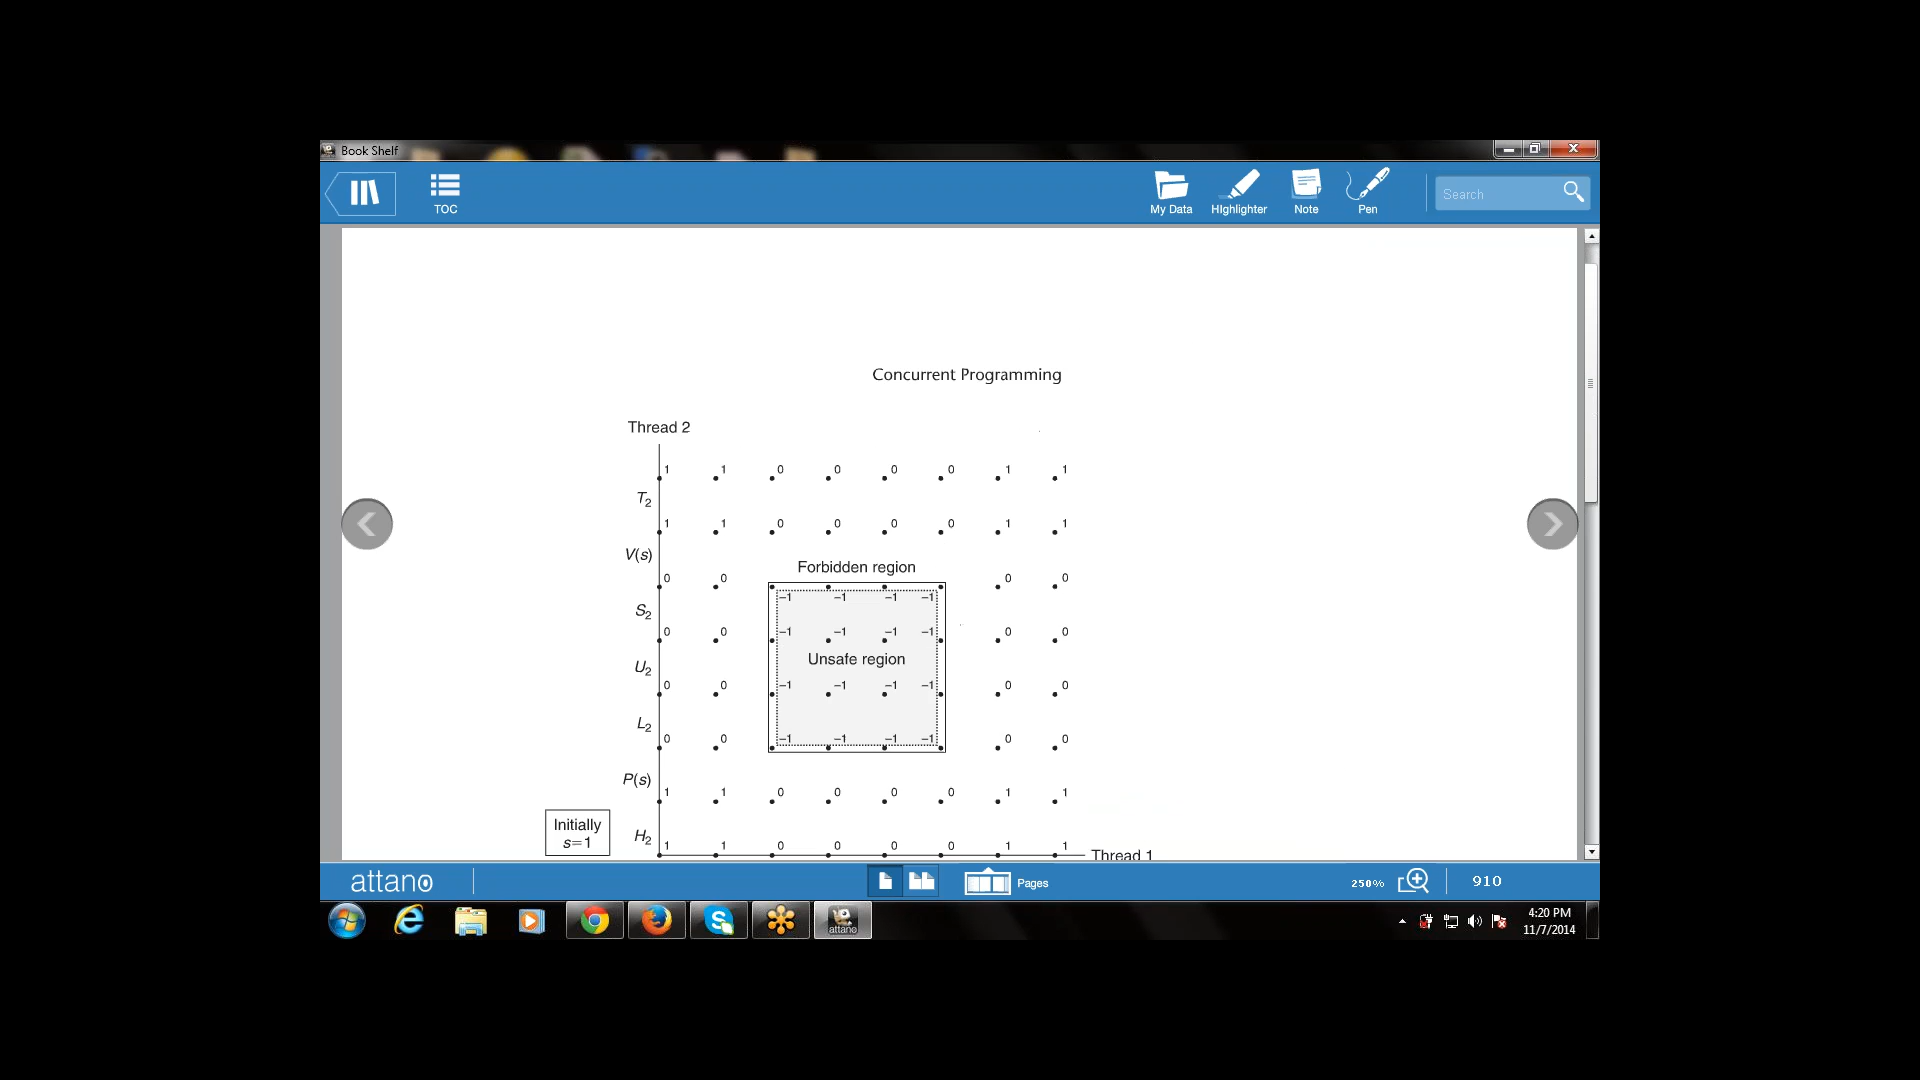 Book Shelf
TOC
My Data
HIghlighter
Note
Pen
Search
Concurrent Programming
Thread 2
1 1 0 0 0 0 1 1
T2
1 1 0 0 0 0 1 1
V(s)
Forbidden region
0 0 0 0
−1 −1 −1 −1
S2
0 −1 −1 −1 −1 0 0
0
Unsafe region
U2
0 0 −1 −1 −1 −1 0 0
L2
0 0 −1 −1 −1 −1 0 0
P(s)
1 1 0 0 0 0 1 1
Initially
s=1
H2
1 1 0 0 0 0 1 1
Thread 1
attano
Pages
250%
910
attano
4:20 PM
11/7/2014